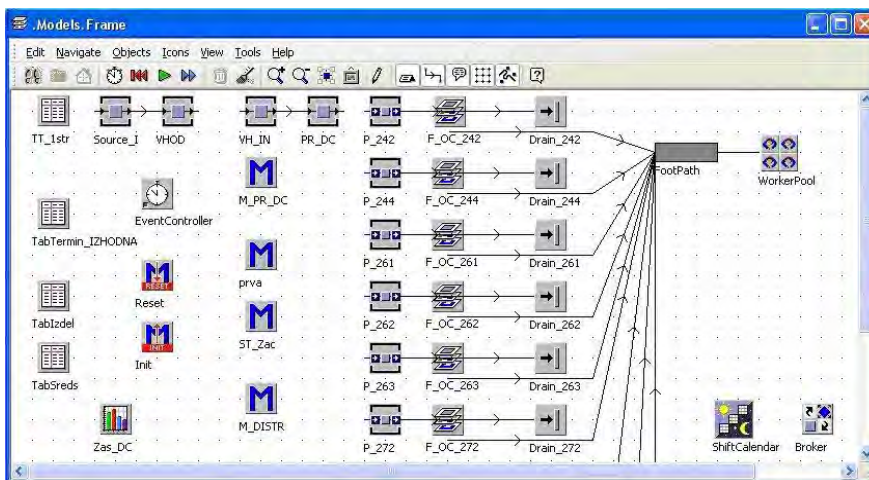 .Models.Frame
Edit Navigate Objects Icons View Tools Help
TT_1str Source_I VHOD VH_IN PR_DC P_242 F_OC_242 Drain_242
FootPath WorkerPool
M_PR_DC P_244 F_OC_244 Drain_244
EventController
TabTermin_IZHODNA
P_261 F_OC_261 Drain_261
RESET
Reset prva
TabIzdel P_262 F_OC_262 Drain_262
INIT
Init ST_Zac
TabSreds P_263 F_OC_263 Drain_263
M_DISTR
Zas_DC P_272 F_OC_272 Drain_272 ShiftCalendar Broker